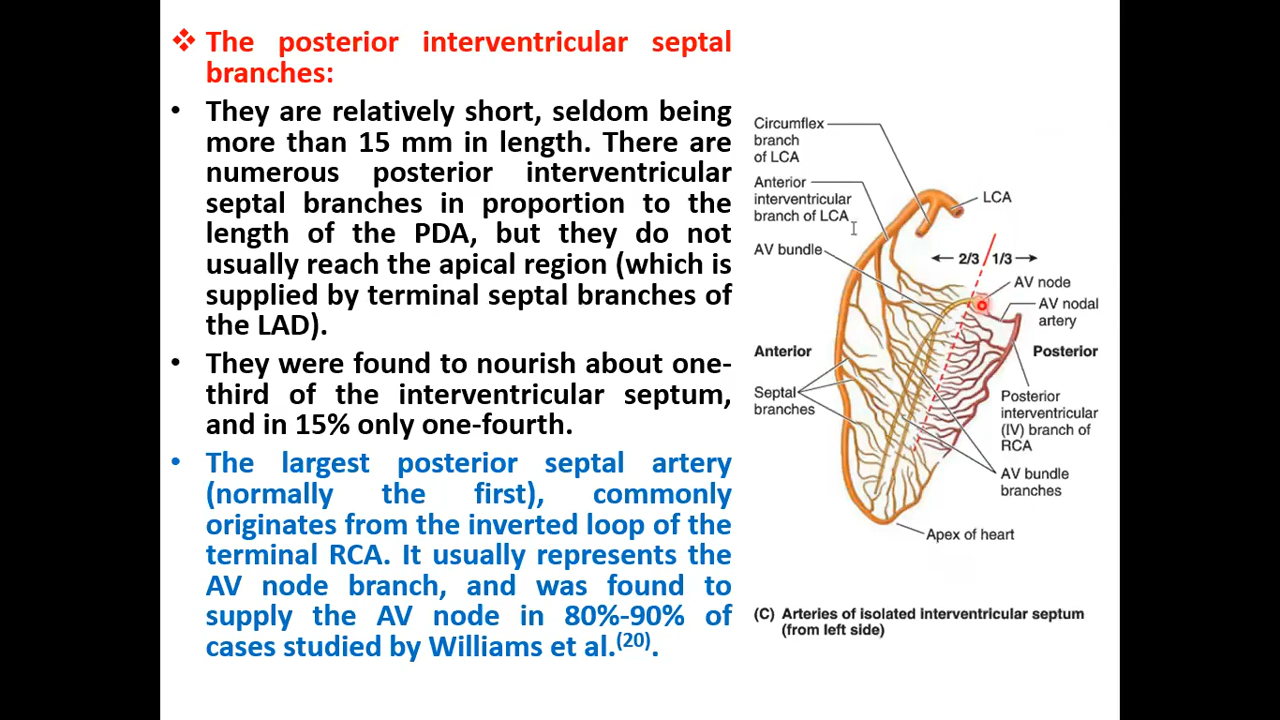 ❖ The posterior interventricular septal
branches:
• They are relatively short, seldom being
more than 15 mm in length. There are
numerous posterior interventricular
septal branches in proportion to the
length of the PDA, but they do not
usually reach the apical region (which is
supplied by terminal septal branches of
the LAD).
• They were found to nourish about one-
third of the interventricular septum,
and in 15% only one-fourth.
• The largest posterior septal artery
(normally the first), commonly
originates from the inverted loop of the
terminal RCA. It usually represents the
AV node branch, and was found to
supply the AV node in 80%-90% of
cases studied by Williams et al.(20).
Circumflex
branch
of LCA
Anterior
interventricular
branch of LCA
AV bundle
LCA
2/3 1/3
AV node
AV nodal
artery
Anterior
Posterior
Septal
branches
Posterior
interventricular
(IV) branch of
RCA
AV bundle
branches
Apex of heart
(C) Arteries of isolated interventricular septum
(from left side)